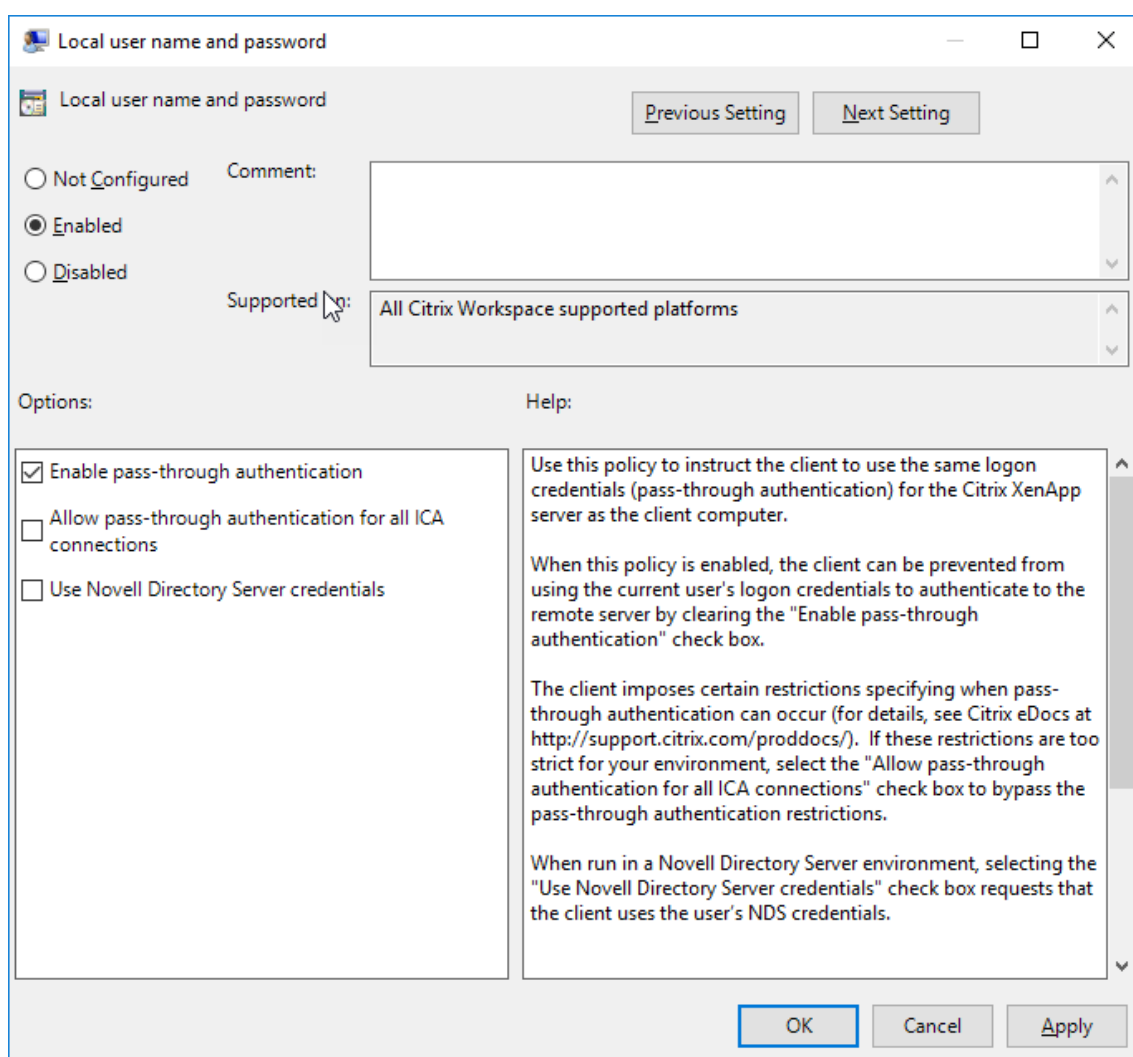 Local user name and password
Local user name and password
Previous Setting
Next Setting
Not Configured
Comment:
Enabled
Disabled
Supported
All Citrix Workspace supported platforms
Options:
Help:
Enable pass-through authentication
Allow pass-through authentication for all ICA
connections
Use Novell Directory Server credentials
Use this policy to instruct the client to use the same logon
credentials (pass-through authentication) for the Citrix XenApp
server as the client computer.
When this policy is enabled, the client can be prevented from
using the current user's logon credentials to authenticate to the
remote server by clearing the "Enable pass-through
authentication" check box.
The client imposes certain restrictions specifying when pass-
through authentication can occur (for details, see Citrix eDocs at
http://support.citrix.com/proddocs/).  If these restrictions are too
strict for your environment, select the "Allow pass-through
authentication for all ICA connections" check box to bypass the
pass-through authentication restrictions.
When run in a Novell Directory Server environment, selecting the
"Use Novell Directory Server credentials" check box requests that
the client uses the user's NDS credentials.
OK
Cancel
Apply